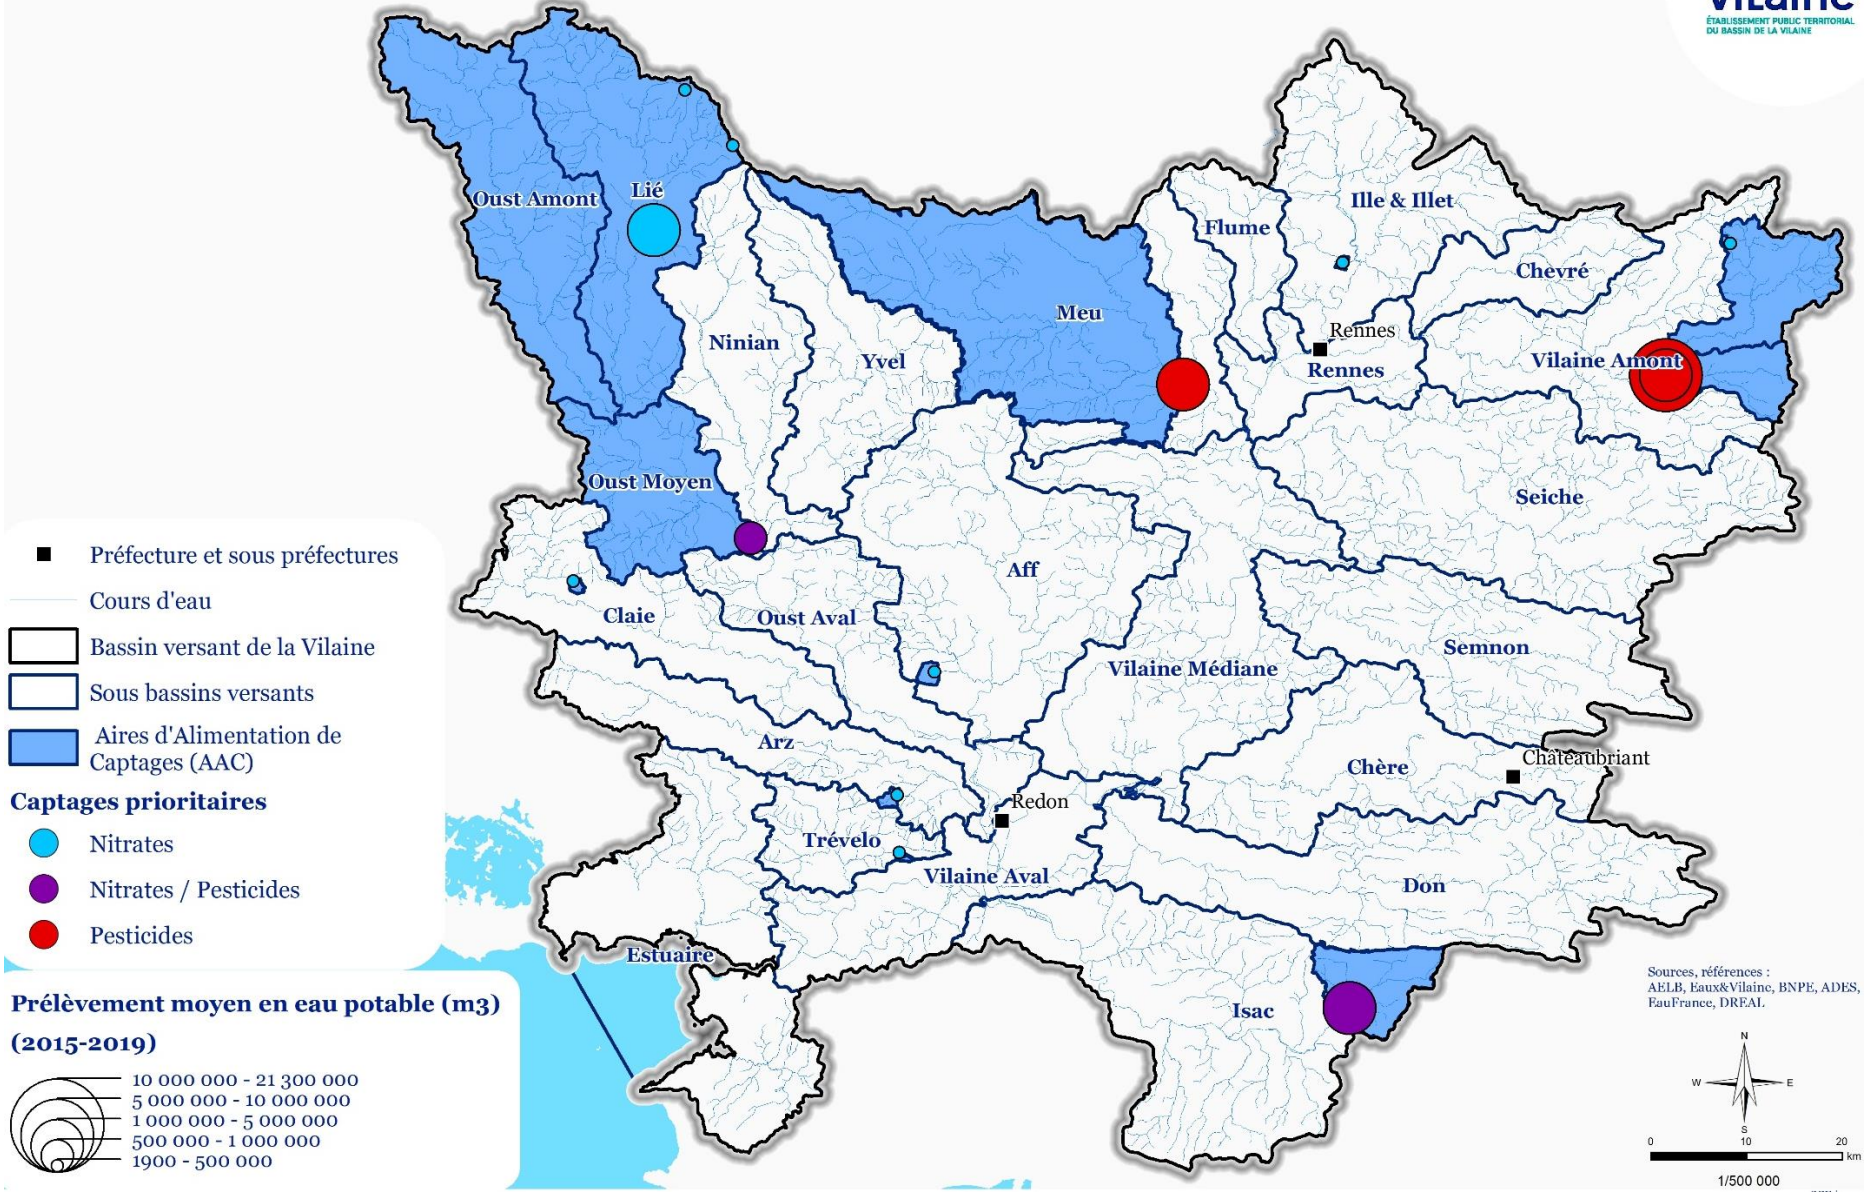 Vilaine
ÉTABLISSEMENT PUBLIC TERRITORIAL
DU BASSIN DE LA VILAINE
Oust Amont
Lié
Ille & Illet
Flume
Chevré
Meu
Rennes
Ninian
Yvel
Rennes
Vilaine Amont
Oust Moyen
Seiche
Aff
Claie
Oust Aval
Semnon
Vilaine Médiane
Arz
Châteaubriant
Chère
Redon
Trévelo
Vilaine Aval
Don
Estuaire
Isac
Préfecture et sous préfectures
Cours d'eau
Bassin versant de la Vilaine
Sous bassins versants
Aires d'Alimentation de
Captages (AAC)
Captages prioritaires
Nitrates
Nitrates / Pesticides
Pesticides
Prélèvement moyen en eau potable (m3)
(2015-2019)
10 000 000 - 21 300 000
5 000 000 - 10 000 000
1 000 000 - 5 000 000
500 000 - 1 000 000
1900 - 500 000
Sources, références :
AELB, Eaux&Vilaine, BNPE, ADES,
EauFrance, DREAL
N
W E
S
0 10 20
km
1/500 000